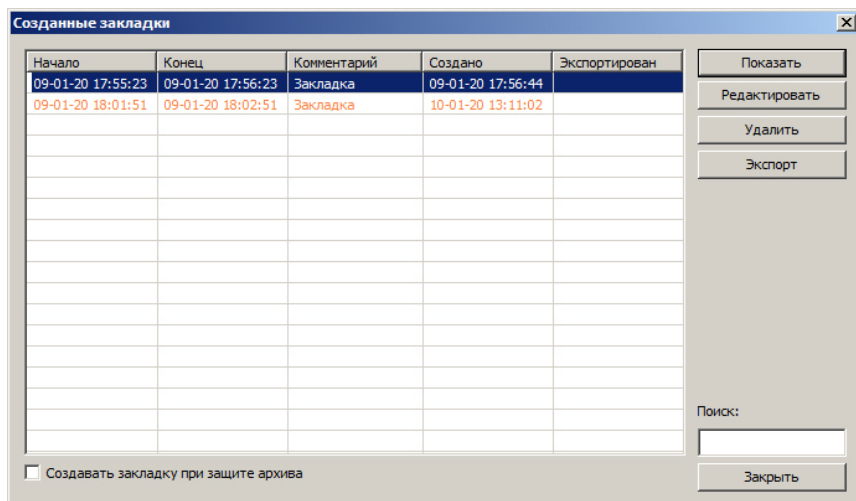 Созданные закладки
Начало Конец Комментарий Создано Экспортирован
09-01-20 17:55:23 09-01-20 17:56:23 Закладка 09-01-20 17:56:44
09-01-20 18:01:51 09-01-20 18:02:51 Закладка 10-01-20 13:11:02
Показать
Редактировать
Удалить
Экспорт
Поиск:
Создавать закладку при защите архива
Закрыть